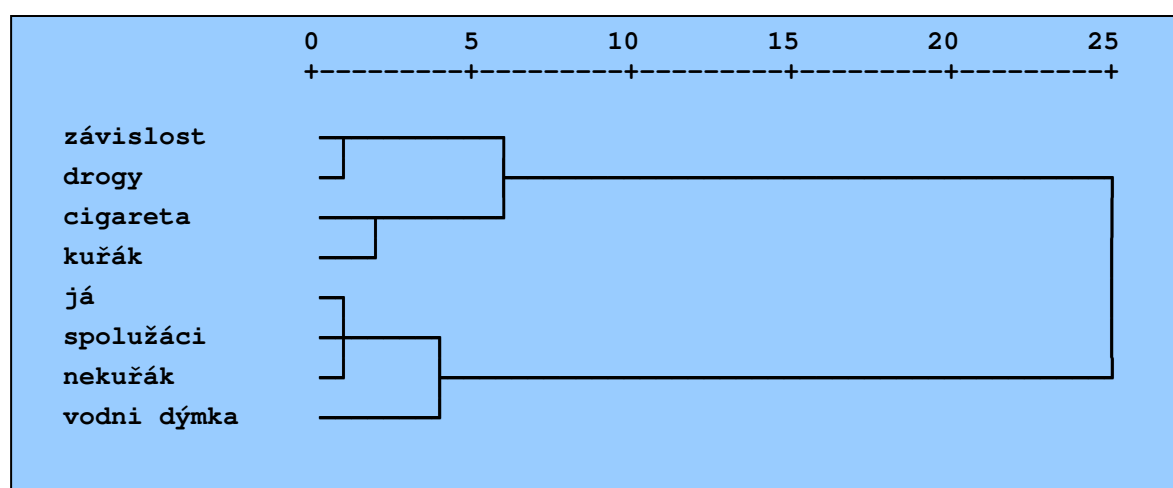 0 5 10 15 20 25
+---------+---------+---------+---------+---------+
závislost
drogy
cigareta
kuřák
já
spolužáci
nekuřák
vodni dýmka